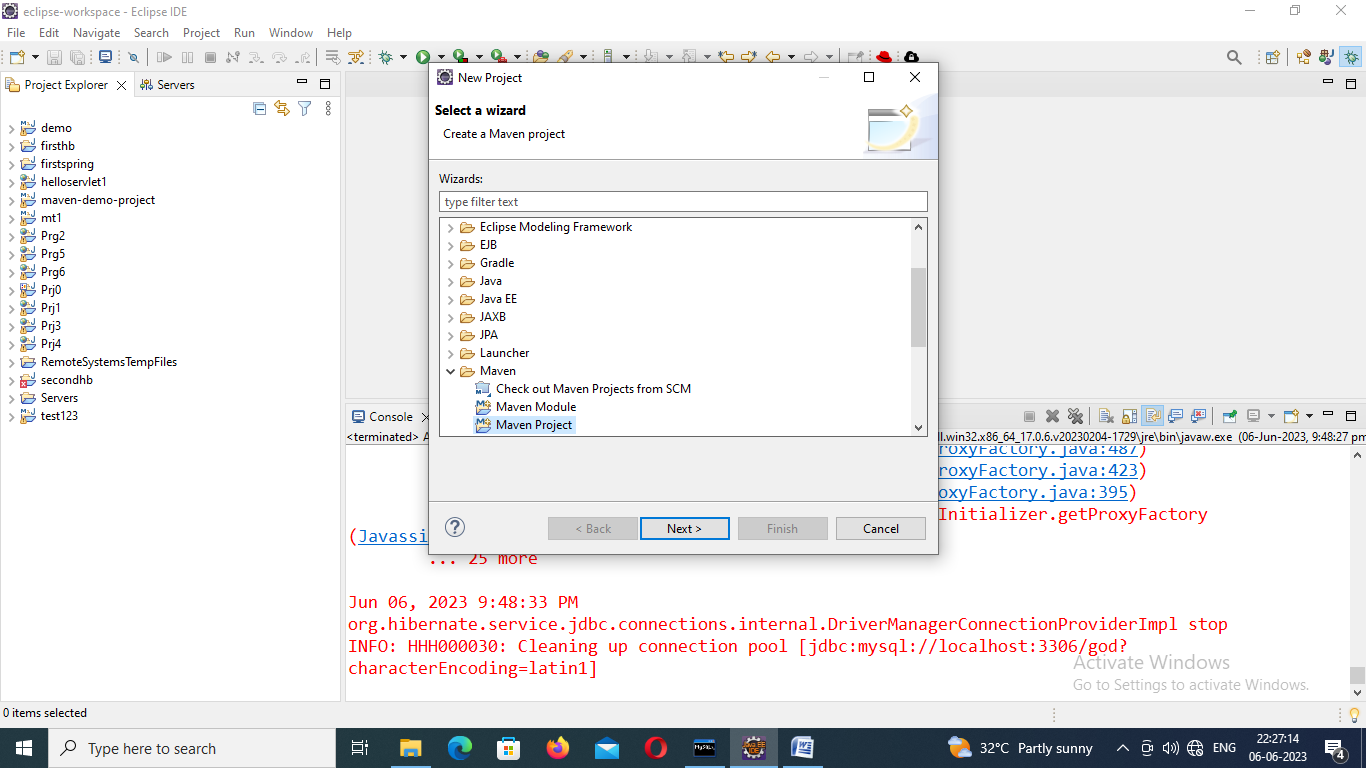 eclipse-workspace - Eclipse IDE
File Edit Navigate Search Project Run Window Help
Project Explorer
Servers
demo
firsthb
firstspring
helloservlet1
maven-demo-project
mt1
Prg2
Prg5
Prg6
Prj0
Prj1
Prj3
Prj4
RemoteSystemsTempFiles
secondhb
Servers
test123
New Project
Select a wizard
Create a Maven project
Wizards:
type filter text
Eclipse Modeling Framework
EJB
Gradle
Java
Java EE
JAXB
JPA
Launcher
Maven
Check out Maven Projects from SCM
Maven Module
Maven Project
< Back
Next >
Finish
Cancel
Console
<terminated> A
ll.win32.x86_64_17.0.6.v20230204-1729\jre\bin\javaw.exe (06-Jun-2023, 9:48:27 pm
roxyFactory.java:487)
roxyFactory.java:423)
oxyFactory.java:395)
Initializer.getProxyFactory
(Javassi
... 25 more
Jun 06, 2023 9:48:33 PM
org.hibernate.service.jdbc.connections.internal.DriverManagerConnectionProviderImpl stop
INFO: HHH000030: Cleaning up connection pool [jdbc:mysql://localhost:3306/god?
characterEncoding=latin1]
Activate Windows
Go to Settings to activate Windows.
0 items selected
Type here to search
32°C Partly sunny
ENG
22:27:14
06-06-2023
4